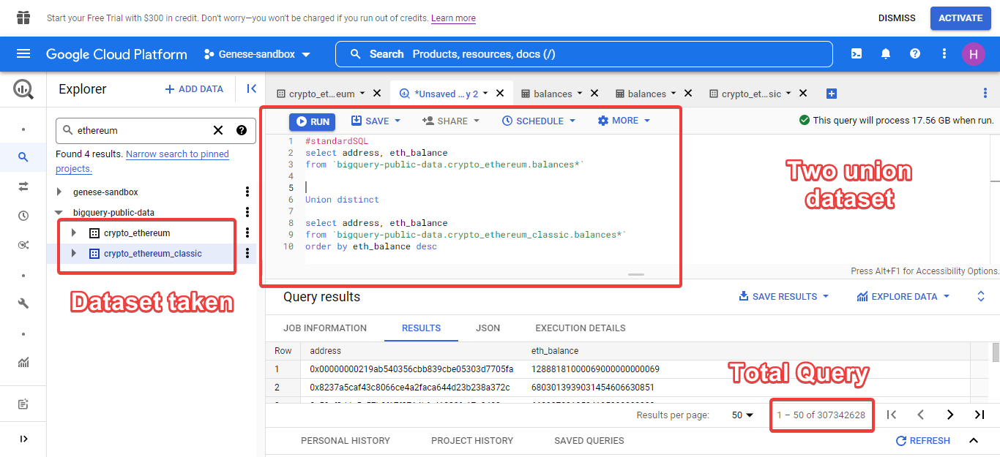 Start your Free Trial with $300 in credit. Don't worry—you won't be charged if you run out of credits. Learn more
DISMISS
ACTIVATE
Google Cloud Platform
Genese-sandbox
Search Products, resources, docs (/)
H
Explorer
+ ADD DATA
crypto_et...eum
*Unsaved ...y 2
balances
balances
crypto_et...sic
ethereum
Found 4 results. Narrow search to pinned
projects.
genese-sandbox
bigquery-public-data
crypto_ethereum
crypto_ethereum_classic
Dataset taken
RUN
SAVE
SHARE
SCHEDULE
MORE
This query will process 17.56 GB when run.
1 #standardSQL
2 select address, eth_balance
3 from `bigquery-public-data.crypto_ethereum.balances*`
4
5
6 Union distinct
7
8 select address, eth_balance
9 from `bigquery-public-data.crypto_ethereum_classic.balances*`
10 order by eth_balance desc
Two union
dataset
Press Alt+F1 for Accessibility Options.
Query results
SAVE RESULTS
EXPLORE DATA
JOB INFORMATION
RESULTS
JSON
EXECUTION DETAILS
Row address eth_balance
1 0x00000000219ab540356cbb839cbe05303d7705fa 12888181000069000000000069
2 0x8237a5caf43c8066ce4a2faca644d23b238a372c 6803013939031454606630851
Total Query
Results per page: 50 1 – 50 of 307342628
PERSONAL HISTORY
PROJECT HISTORY
SAVED QUERIES
REFRESH